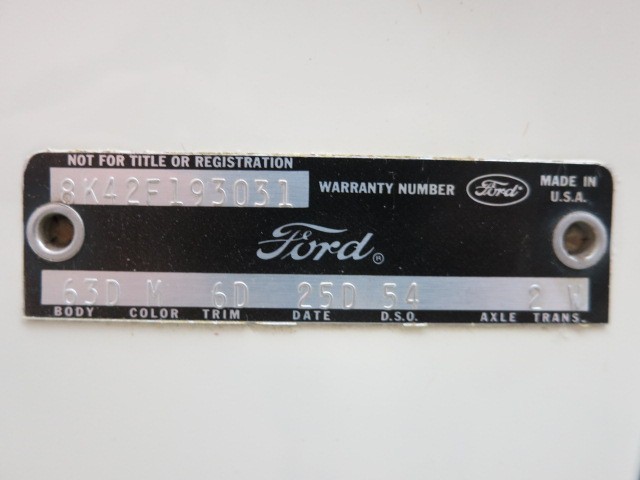 NOT FOR TITLE OR REGISTRATION
8K42F193031 WARRANTY NUMBER Ford MADE IN U.S.A.
Ford®
63D M 6D 25D 54 2 W
BODY COLOR TRIM DATE D.S.O. AXLE TRANS.